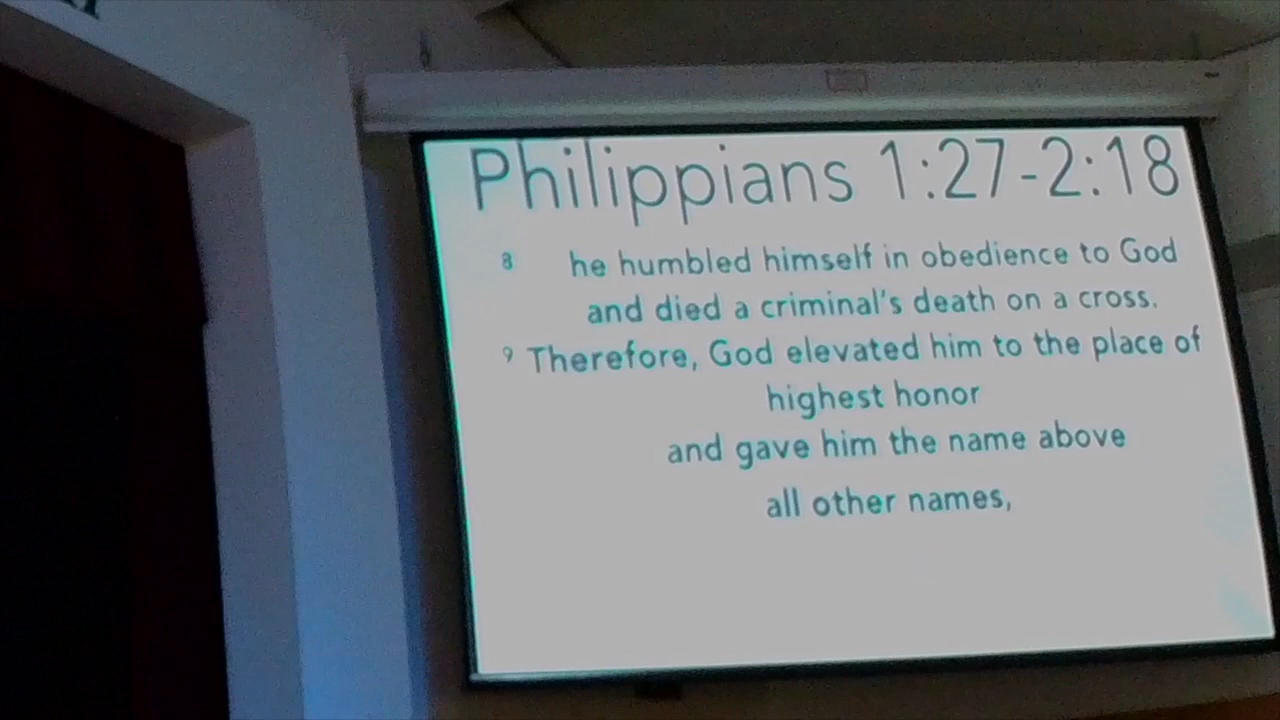 Philippians 1:27-2:18
8 he humbled himself in obedience to God
and died a criminal's death on a cross.
9 Therefore, God elevated him to the place of
highest honor
and gave him the name above
all other names,